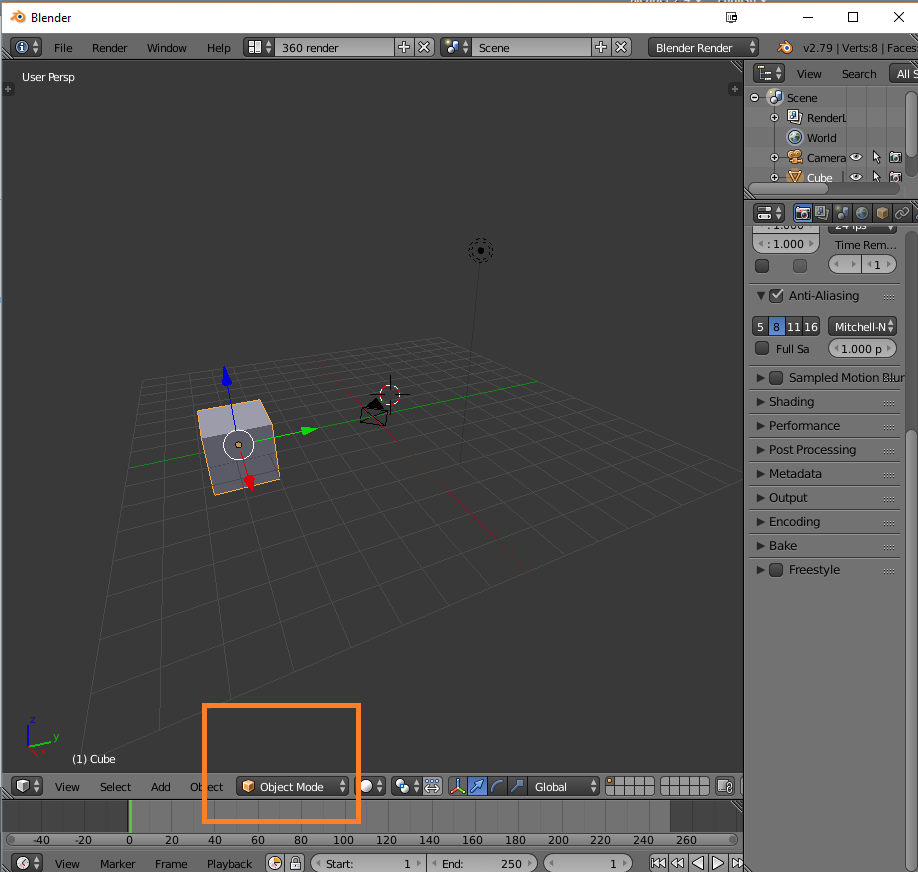 Blender
File Render Window Help 360 render Scene Blender Render v2.79 | Verts:8 | Faces:
User Persp
View Search All S
Scene
RenderL
World
Camera
Cube
: 1.000 24 fps
: 1.000 Time Rem...
1
Anti-Aliasing
5 8 11 16 Mitchell-N
Full Sa 1.000 p
Sampled Motion Blur
Shading
Performance
Post Processing
Metadata
Output
Encoding
Bake
Freestyle
z
y
(1) Cube
View Select Add Object Object Mode Global
-40 -20 0 20 40 60 80 100 120 140 160 180 200 220 240 260
View Marker Frame Playback Start: 1 End: 250 1